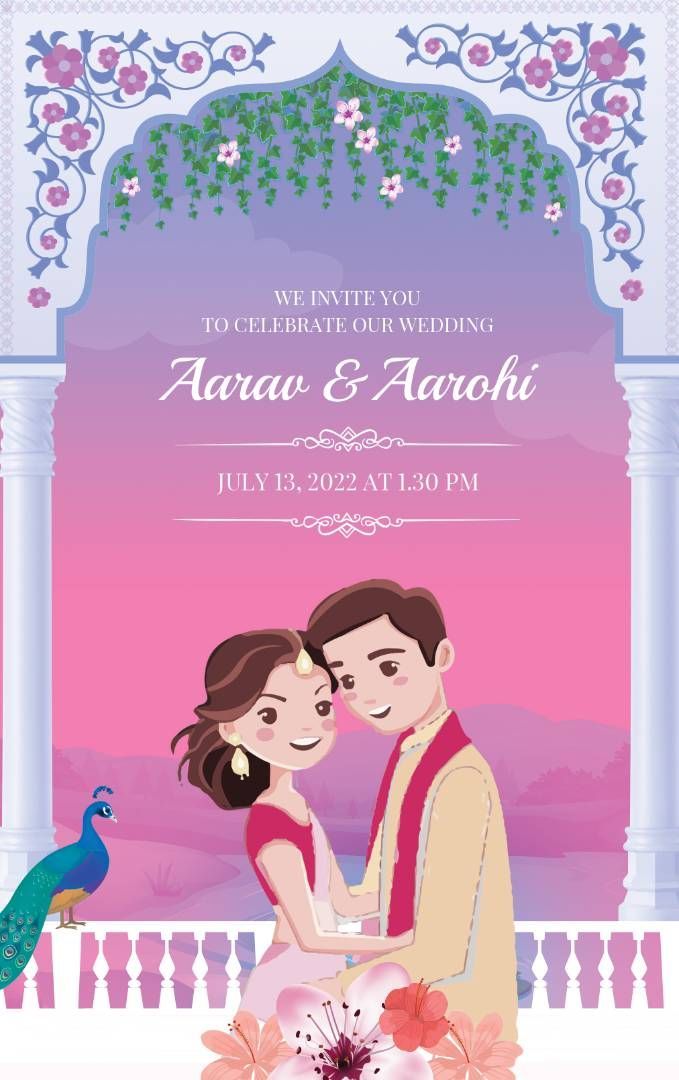 WE INVITE YOU
TO CELEBRATE OUR WEDDING
Aarav & Aarohi
JULY 13, 2022 AT 1.30 PM